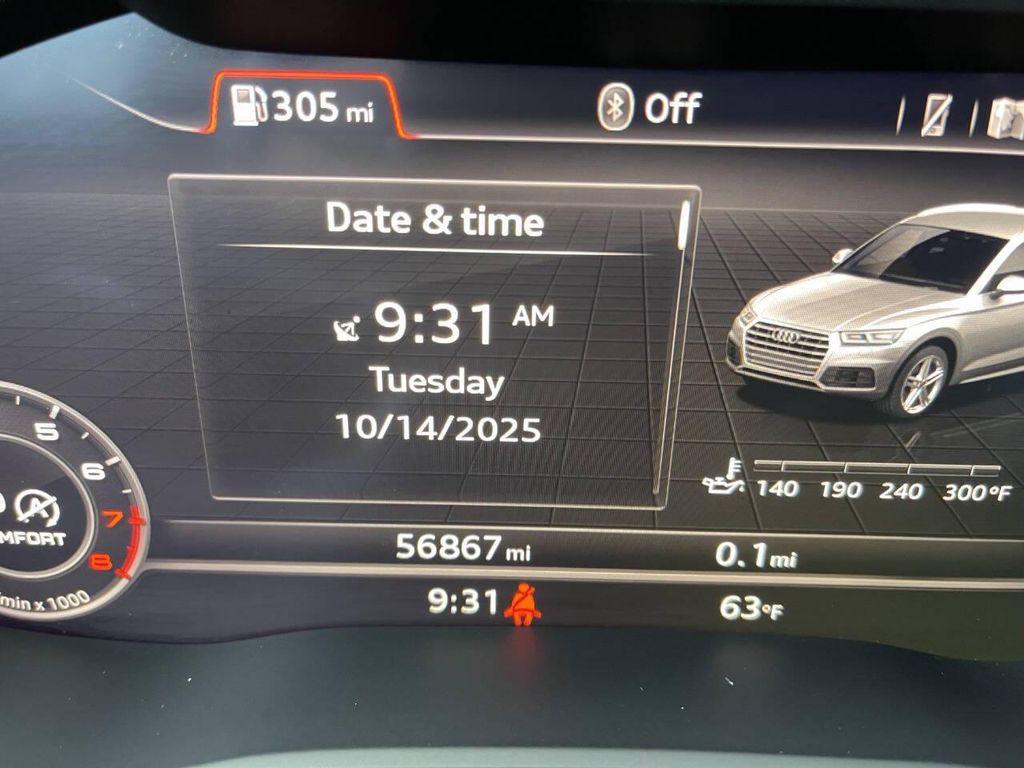 305 mi
Off
Date & time
9:31 AM
Tuesday
10/14/2025
5
6
7
8
MFORT
/min x 1000
140 190 240 300°F
56867 mi
0.1 mi
9:31
63°F